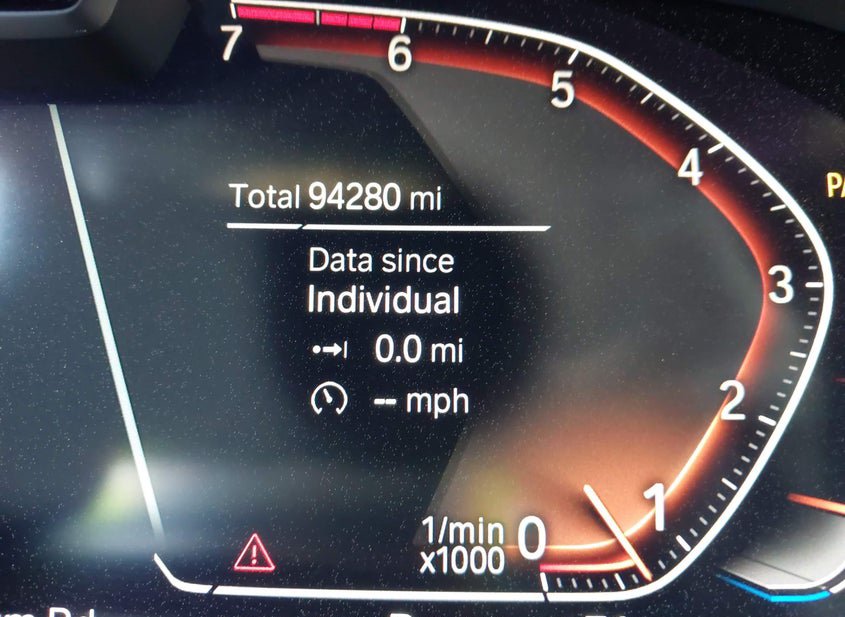 7
6
5
4
Total 94280 mi
Data since
Individual
3
0.0 mi
-- mph
2
1
1/min
x1000
0